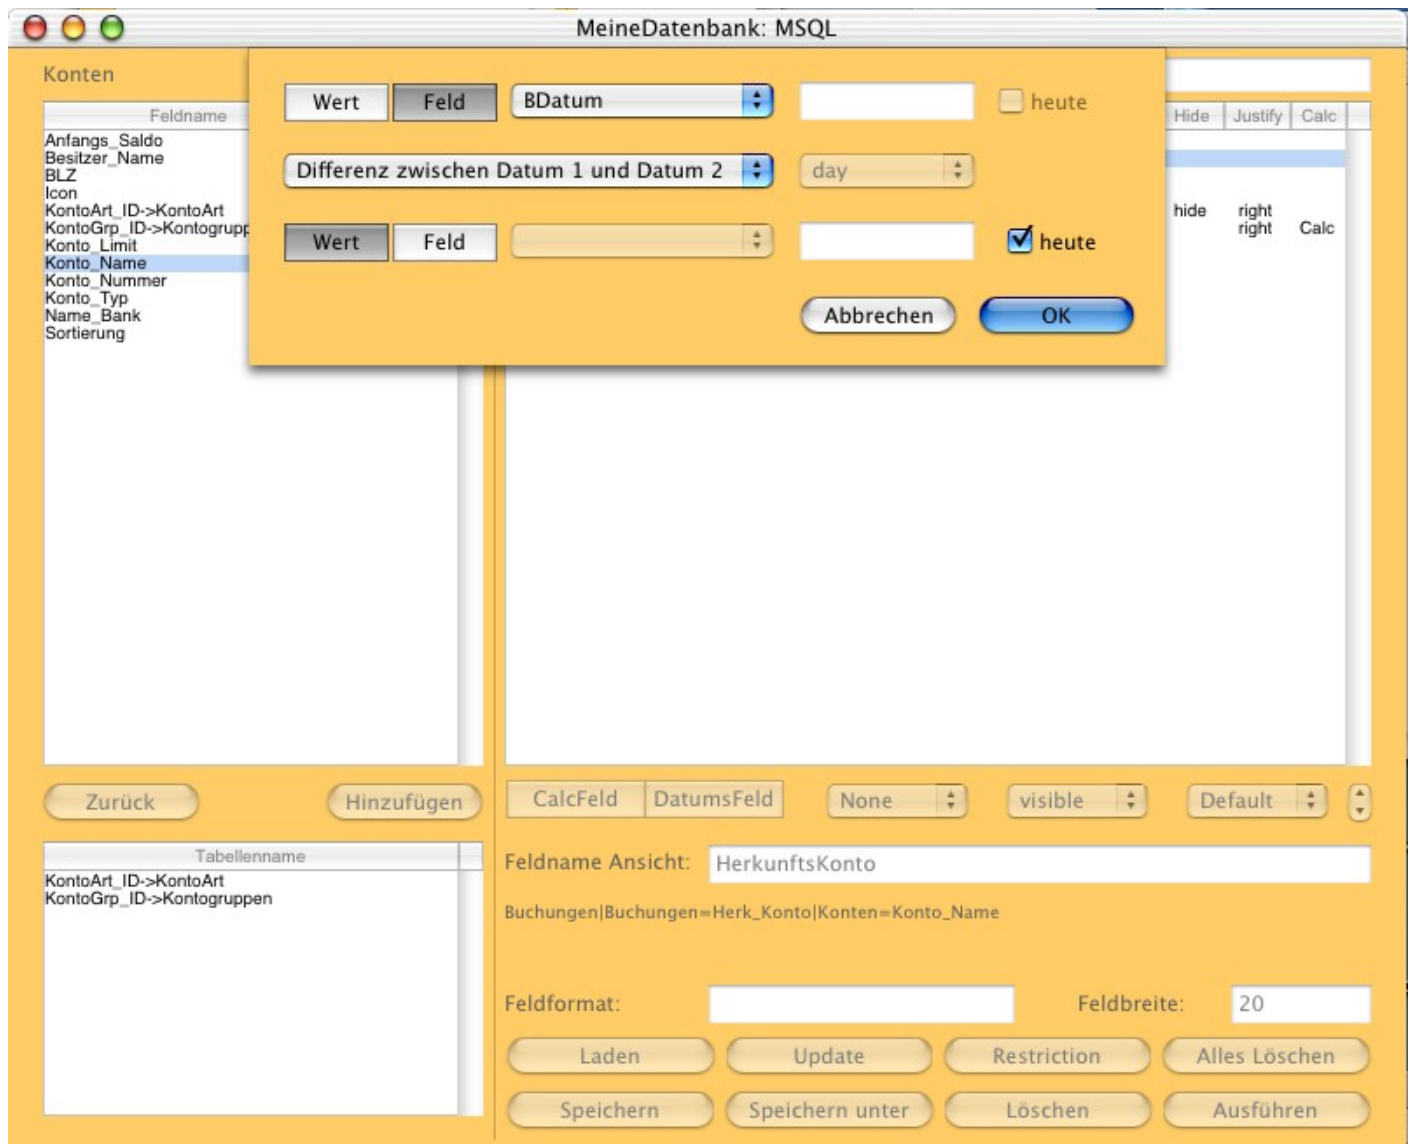 MeineDatenbank: MSQL
Konten
Wert Feld BDatum heute
Differenz zwischen Datum 1 und Datum 2 day
Wert Feld heute
Abbrechen OK
Feldname
Anfangs_Saldo
Besitzer_Name
BLZ
Icon
KontoArt_ID->KontoArt
KontoGrp_ID->Kontogrupp
Konto_Limit
Konto_Name
Konto_Nummer
Konto_Typ
Name_Bank
Sortierung
Hide Justify Calc
hide right
right Calc
Zurück Hinzufügen
CalcFeld DatumsFeld None visible Default
Tabellenname
KontoArt_ID->KontoArt
KontoGrp_ID->Kontogruppen
Feldname Ansicht: HerkunftsKonto
Buchungen|Buchungen=Herk_Konto|Konten=Konto_Name
Feldformat: Feldbreite: 20
Laden Update Restriction Alles Löschen
Speichern Speichern unter Löschen Ausführen